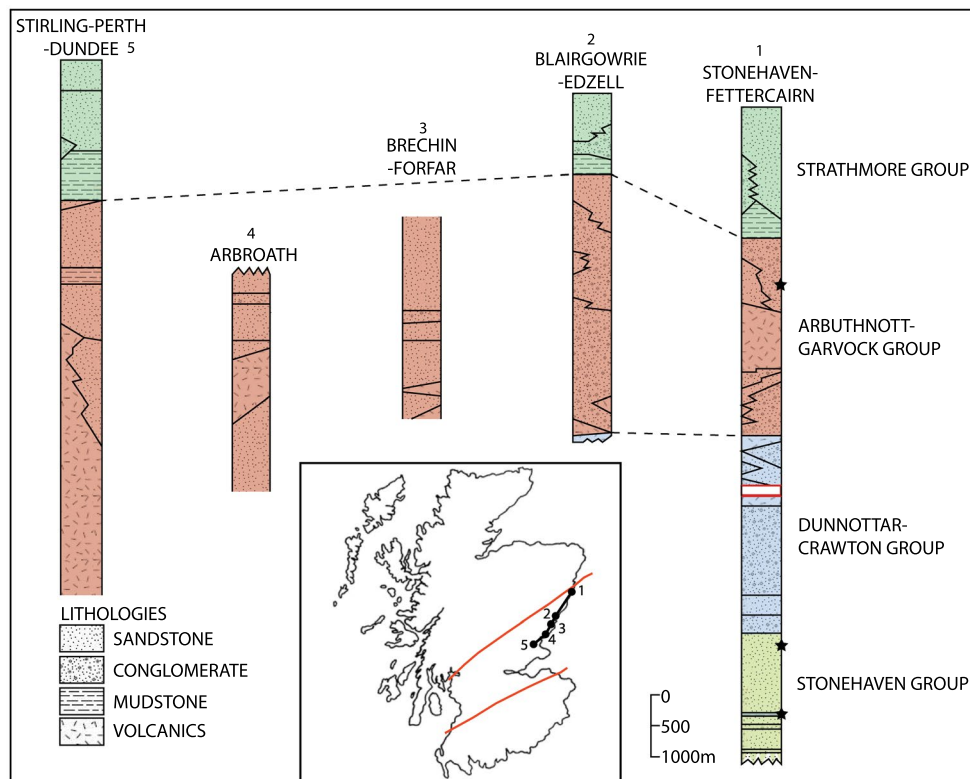 STIRLING-PERTH
-DUNDEE 5
2
BLAIRGOWRIE
-EDZELL
1
STONEHAVEN-
FETTERCAIRN
3
BRECHIN
-FORFAR
4
ARBROATH
STRATHMORE GROUP
ARBUTHNOTT-
GARVOCK GROUP
DUNNOTTAR-
CRAWTON GROUP
STONEHAVEN GROUP
LITHOLOGIES
SANDSTONE
CONGLOMERATE
MUDSTONE
VOLCANICS
1
2
3
4
5
0
500
1000m